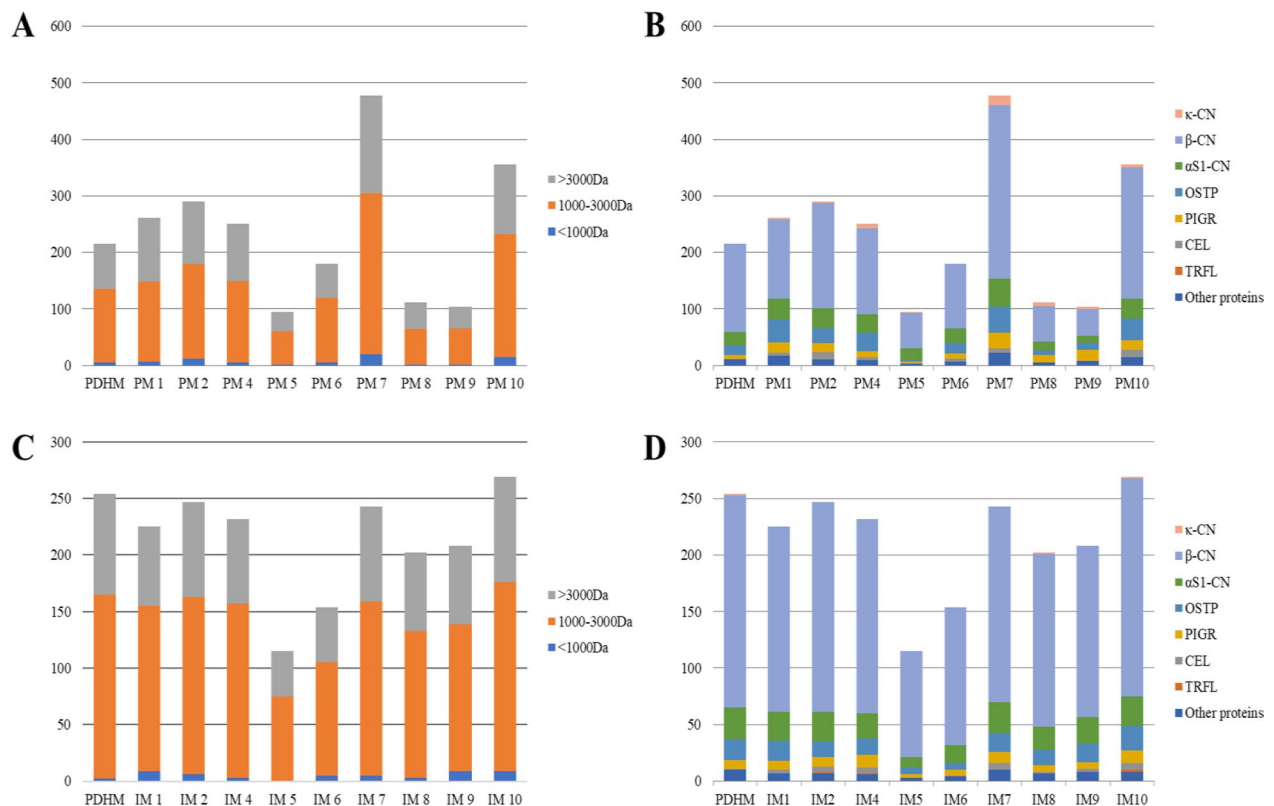 A
600
500
400
300
200
100
0
PDHM PM 1 PM 2 PM 4 PM 5 PM 6 PM 7 PM 8 PM 9 PM 10
>3000Da
1000-3000Da
<1000Da
B
600
500
400
300
200
100
0
PDHM PM1 PM2 PM4 PM5 PM6 PM7 PM8 PM9 PM10
κ-CN
β-CN
αS1-CN
OSTP
PIGR
CEL
TRFL
Other proteins
C
300
250
200
150
100
50
0
PDHM IM 1 IM 2 IM 4 IM 5 IM 6 IM 7 IM 8 IM 9 IM 10
>3000Da
1000-3000Da
<1000Da
D
300
250
200
150
100
50
0
PDHM IM1 IM2 IM4 IM5 IM6 IM7 IM8 IM9 IM10
κ-CN
β-CN
αS1-CN
OSTP
PIGR
CEL
TRFL
Other proteins